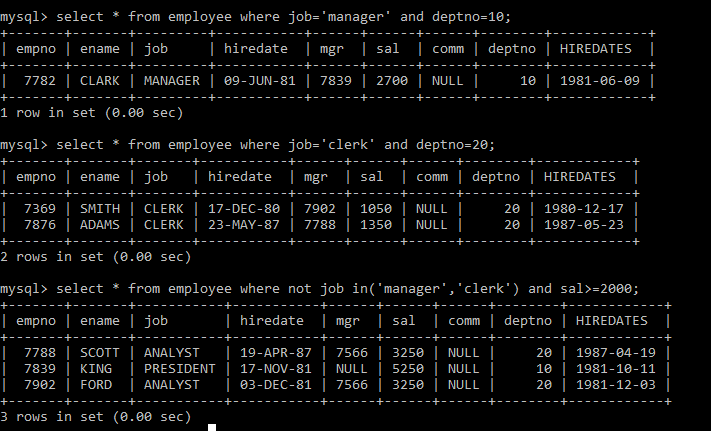 mysql> select * from employee where job='manager' and deptno=10;
+-------+-------+---------+-----------+------+------+------+--------+------------+
| empno | ename | job     | hiredate  | mgr  | sal  | comm | deptno | HIREDATES  |
+-------+-------+---------+-----------+------+------+------+--------+------------+
|  7782 | CLARK | MANAGER | 09-JUN-81 | 7839 | 2700 | NULL |     10 | 1981-06-09 |
+-------+-------+---------+-----------+------+------+------+--------+------------+
1 row in set (0.00 sec)

mysql> select * from employee where job='clerk' and deptno=20;
+-------+-------+-------+-----------+------+------+------+--------+------------+
| empno | ename | job   | hiredate  | mgr  | sal  | comm | deptno | HIREDATES  |
+-------+-------+-------+-----------+------+------+------+--------+------------+
|  7369 | SMITH | CLERK | 17-DEC-80 | 7902 | 1050 | NULL |     20 | 1980-12-17 |
|  7876 | ADAMS | CLERK | 23-MAY-87 | 7788 | 1350 | NULL |     20 | 1987-05-23 |
+-------+-------+-------+-----------+------+------+------+--------+------------+
2 rows in set (0.00 sec)

mysql> select * from employee where not job in('manager','clerk') and sal>=2000;
+-------+-------+-----------+-----------+------+------+------+--------+------------+
| empno | ename | job       | hiredate  | mgr  | sal  | comm | deptno | HIREDATES  |
+-------+-------+-----------+-----------+------+------+------+--------+------------+
|  7788 | SCOTT | ANALYST   | 19-APR-87 | 7566 | 3250 | NULL |     20 | 1987-04-19 |
|  7839 | KING  | PRESIDENT | 17-NOV-81 | NULL | 5250 | NULL |     10 | 1981-10-11 |
|  7902 | FORD  | ANALYST   | 03-DEC-81 | 7566 | 3250 | NULL |     20 | 1981-12-03 |
+-------+-------+-----------+-----------+------+------+------+--------+------------+
3 rows in set (0.00 sec)